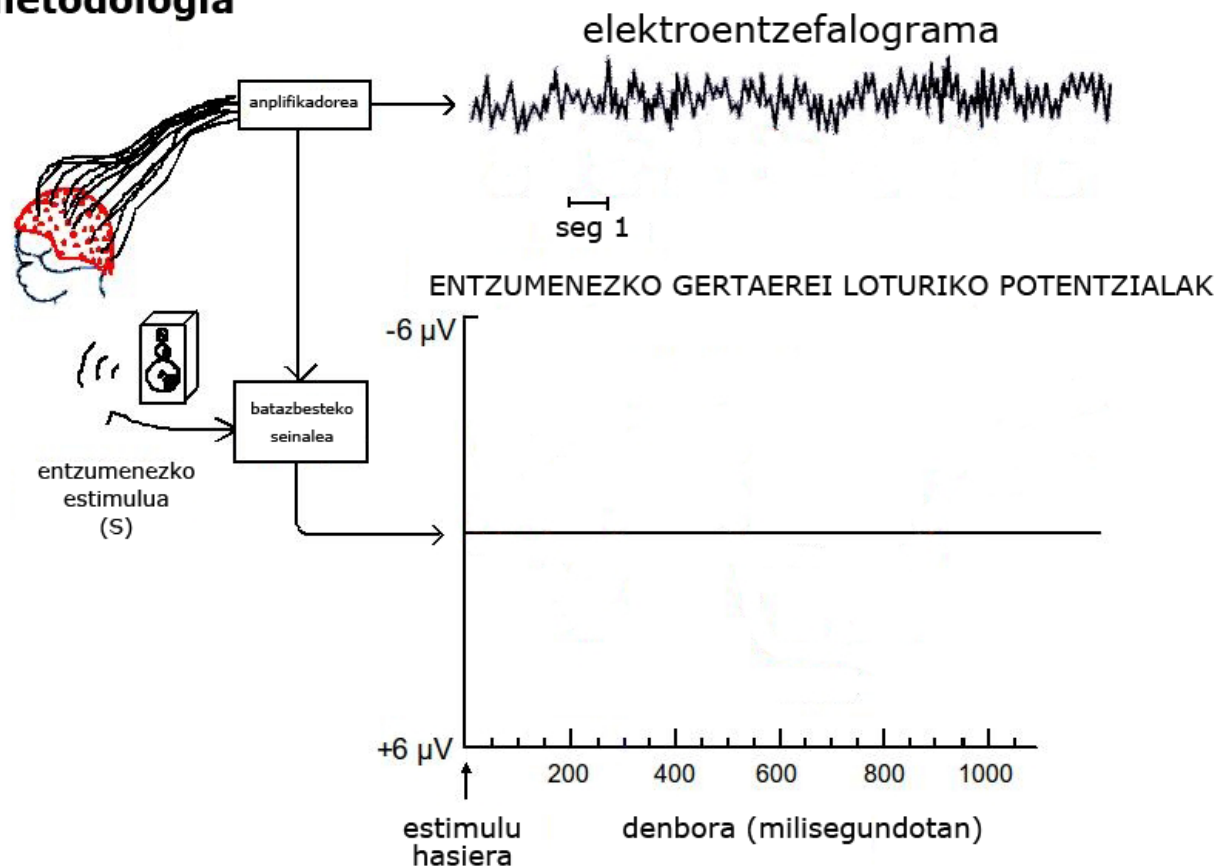 metodologia
elektroentzefalograma
anplifikadorea
seg 1
ENTZUMENEZKO GERTAEREI LOTURIKO POTENTZIALAK
-6 µV
batazbesteko
seinalea
entzumenezko
estimulua
(S)
+6 µV
200 400 600 800 1000
estimulu
hasiera
denbora (milisegundotan)